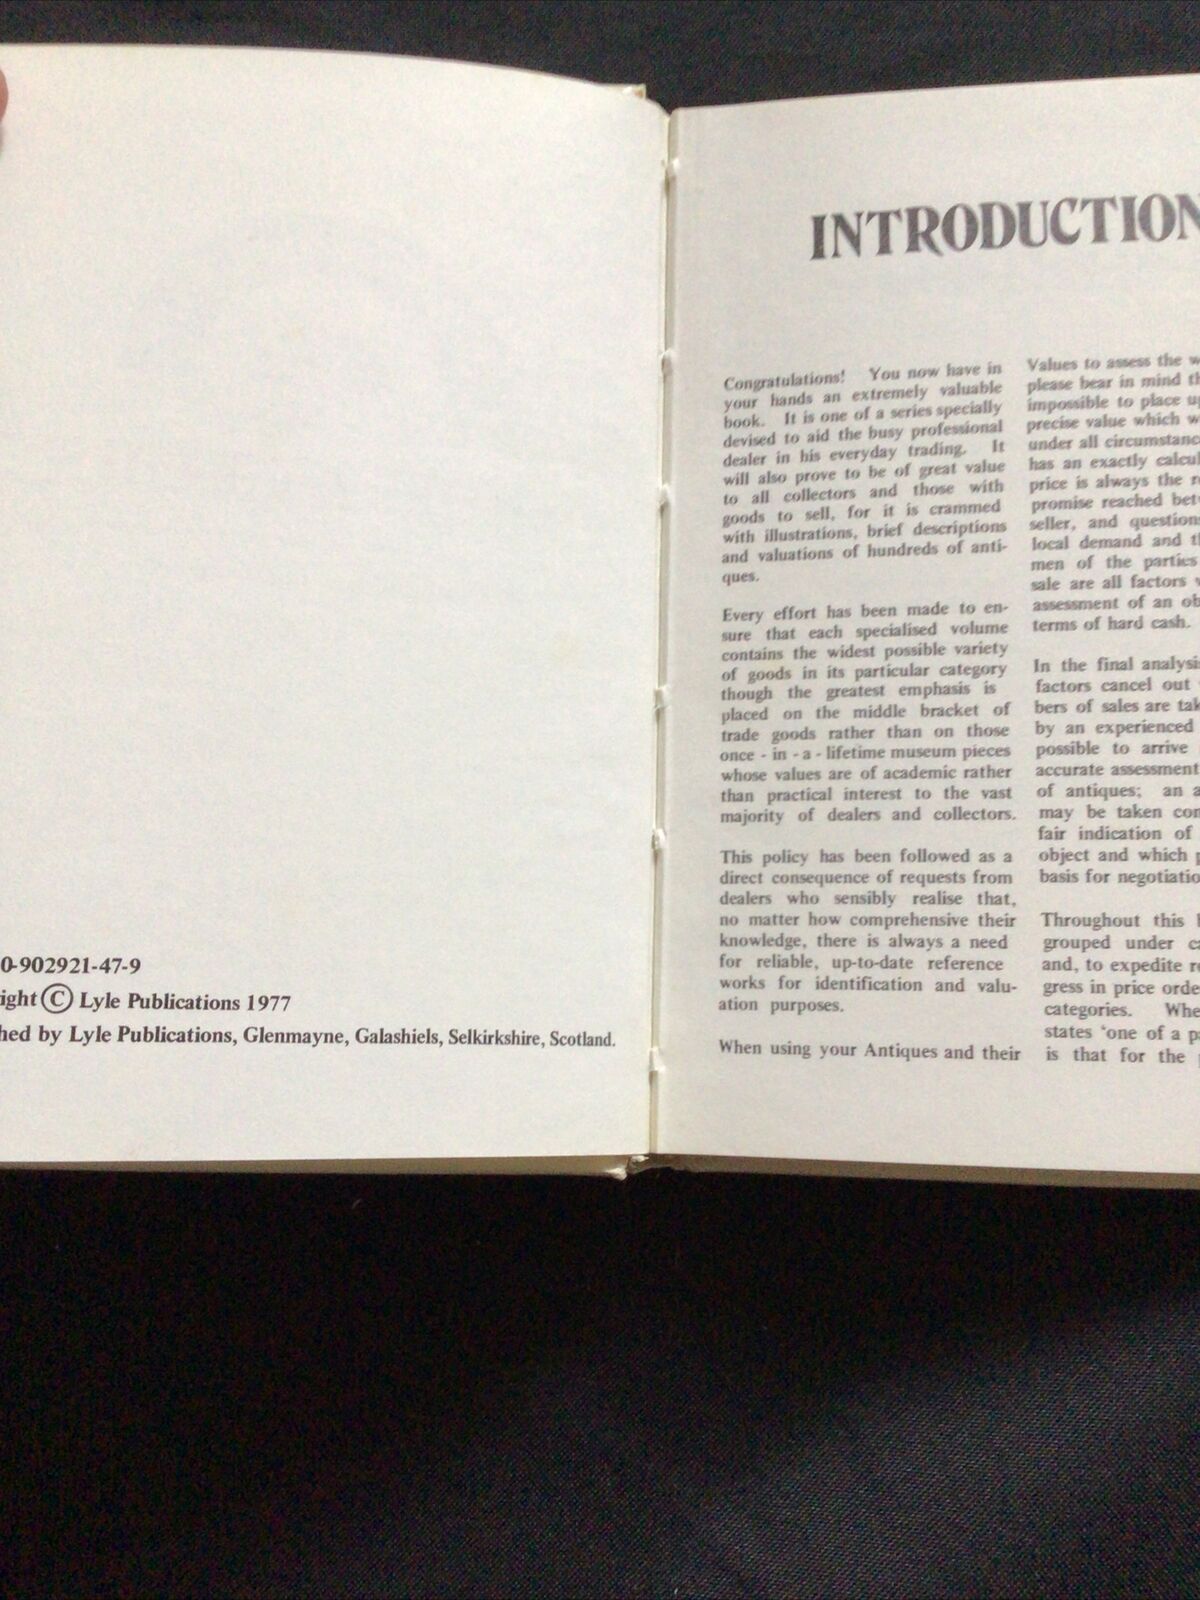 0-902921-47-9
ight © Lyle Publications 1977
hed by Lyle Publications, Glenmayne, Galashiels, Selkirkshire, Scotland.
INTRODUCTION
Congratulations! You now have in
your hands an extremely valuable
book. It is one of a series specially
devised to aid the busy professional
dealer in his everyday trading. It
will also prove to be of great value
to all collectors and those with
goods to sell, for it is crammed
with illustrations, brief descriptions
and valuations of hundreds of anti-
ques.
Every effort has been made to en-
sure that each specialised volume
contains the widest possible variety
of goods in its particular category
though the greatest emphasis is
placed on the middle bracket of
trade goods rather than on those
once - in - a - lifetime museum pieces
whose values are of academic rather
than practical interest to the vast
majority of dealers and collectors.
This policy has been followed as a
direct consequence of requests from
dealers who sensibly realise that,
no matter how comprehensive their
knowledge, there is always a need
for reliable, up-to-date reference
works for identification and valu-
ation purposes.
When using your Antiques and their
Values to assess the w
please bear in mind th
impossible to place up
precise value which w
under all circumstanc
has an exactly calcul
price is always the r
promise reached bet
seller, and question
local demand and t
men of the parties
sale are all factors
assessment of an ob
terms of hard cash.
In the final analysi
factors cancel out
bers of sales are tak
by an experienced
possible to arrive
accurate assessment
of antiques; an a
may be taken con
fair indication of
object and which p
basis for negotiatio
Throughout this
grouped under ca
and, to expedite r
gress in price orde
categories. Whe
states 'one of a pa
is that for the